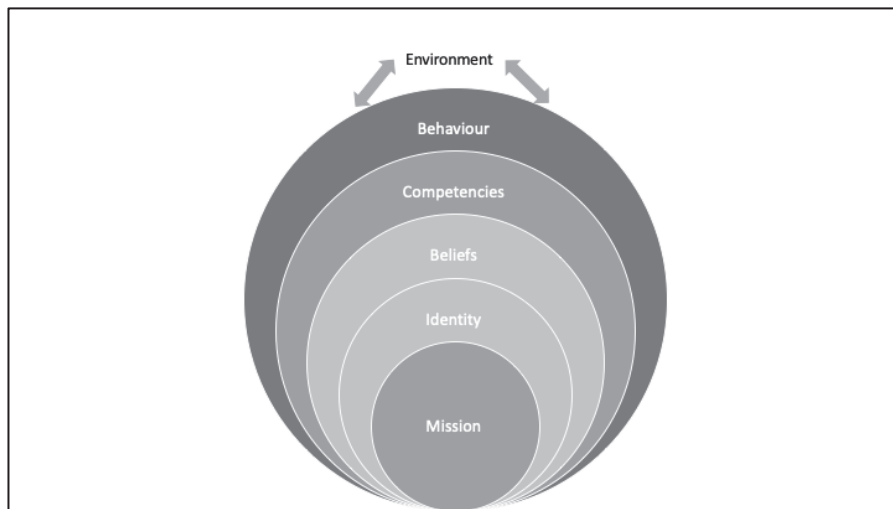 Environment
Behaviour
Competencies
Beliefs
Identity
Mission